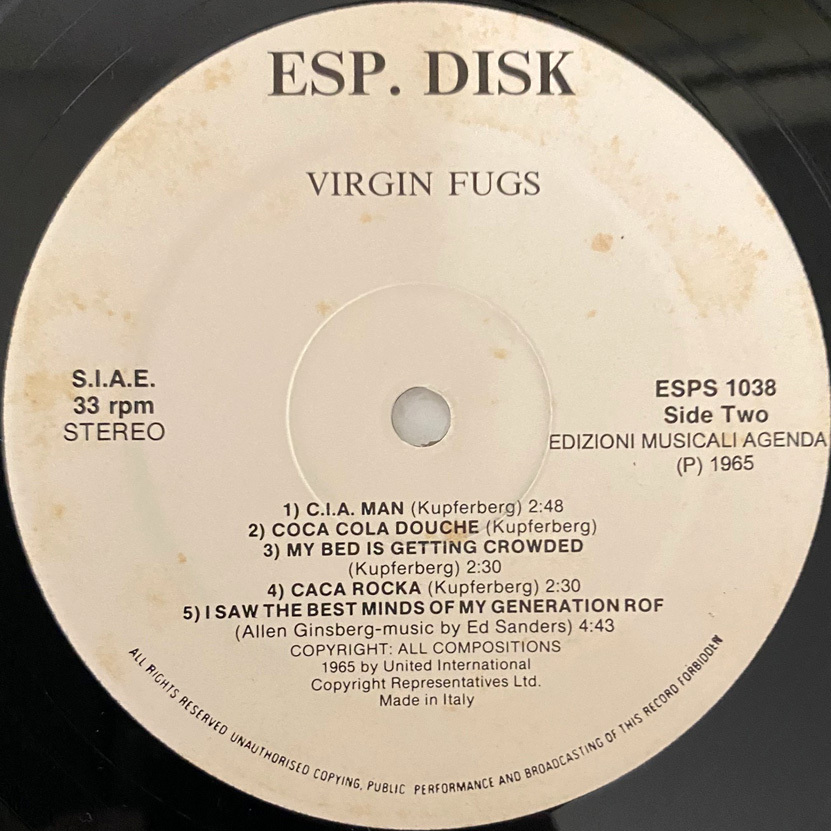 ESP. DISK
VIRGIN FUGS
S.I.A.E.
33 rpm
STEREO
ESPS 1038
Side Two
EDIZIONI MUSICALI AGENDA
(P) 1965
1) C.I.A. MAN (Kupferberg) 2:48
2) COCA COLA DOUCHE (Kupferberg)
3) MY BED IS GETTING CROWDED
(Kupferberg) 2:30
4) CACA ROCKA (Kupferberg) 2:30
5) I SAW THE BEST MINDS OF MY GENERATION ROF
(Allen Ginsberg-music by Ed Sanders) 4:43
COPYRIGHT: ALL COMPOSITIONS
1965 by United International
Copyright Representatives Ltd.
Made in Italy
ALL RIGHTS RESERVED UNAUTHORISED COPYING, PUBLIC PERFORMANCE AND BROADCASTING OF THIS RECORD FORBIDDEN